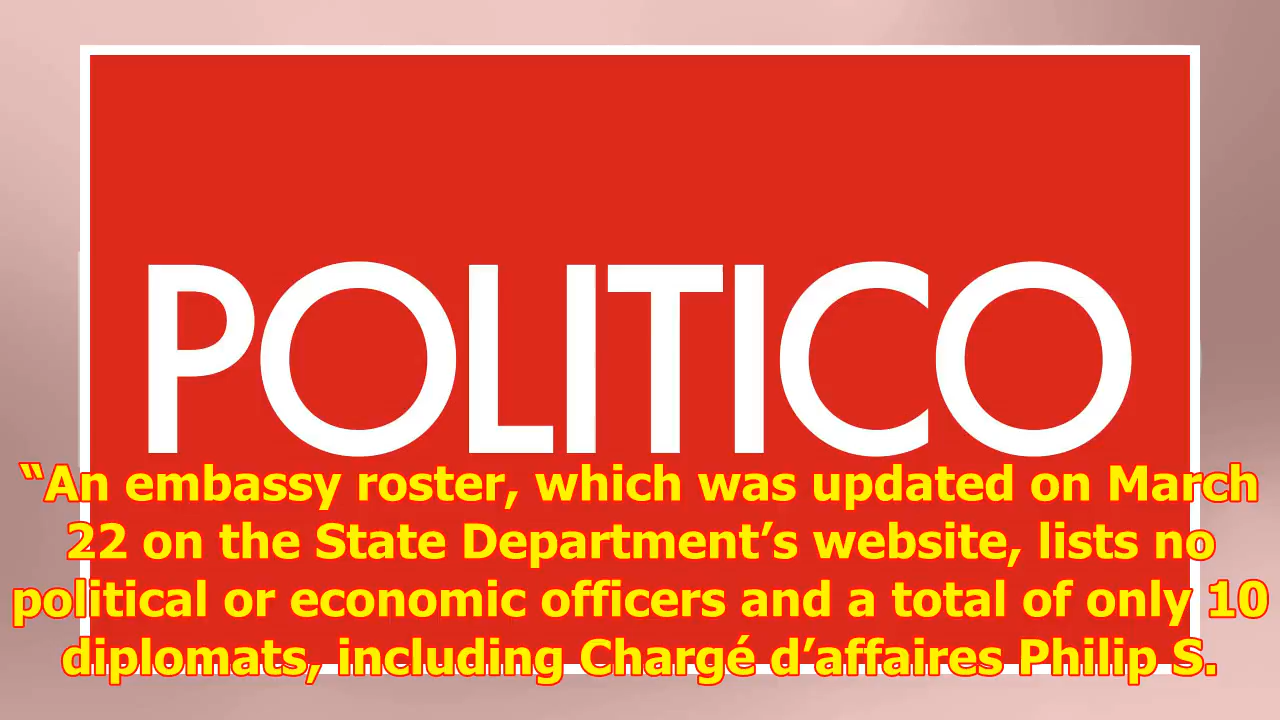 POLITICO
“An embassy roster, which was updated on March
22 on the State Department’s website, lists no
political or economic officers and a total of only 10
diplomats, including Chargé d’affaires Philip S.